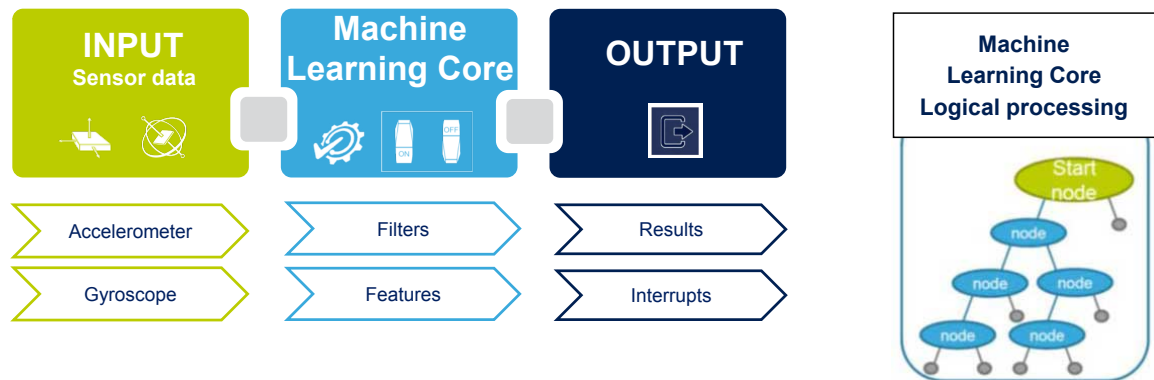 INPUT
Sensor data
Machine
Learning Core
ON
OFF
OUTPUT
Accelerometer
Filters
Results
Gyroscope
Features
Interrupts
Machine
Learning Core
Logical processing
Start
node
node
node
node
node
node